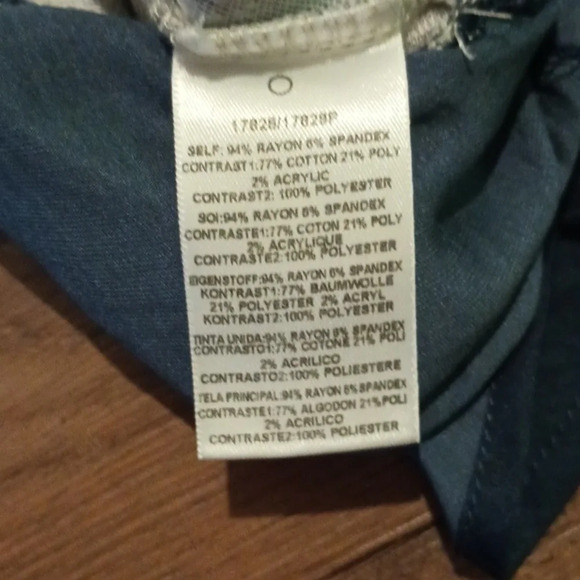 17828/17828P
SELF: 94% RAYON 6% SPANDEX
CONTRAST1:77% COTTON 21% POLY
2% ACRYLIC
CONTRAST2: 100% POLYESTER
SOI:94% RAYON 6% SPANDEX
CONTRASTE1:77% COTON 21% POLY
2% ACRYLIQUE
CONTRASTE2:100% POLYESTER
EIGENSTOFF:94% RAYON 6% SPANDEX
KONTRAST1:77% BAUMWOLLE
21% POLYESTER 2% ACRYL
KONTRAST2:100% POLYESTER
TINTA UNIDA:94% RAYON 6% SPANDEX
CONTRASTO1:77% COTONE 21% POLI
2% ACRILICO
CONTRASTO2:100% POLIESTERE
TELA PRINCIPAL:94% RAYON 6%SPANDEX
CONTRASTE1:77% ALGODON 21%POLI
2% ACRILICO
CONTRASTE2:100% POLIESTER